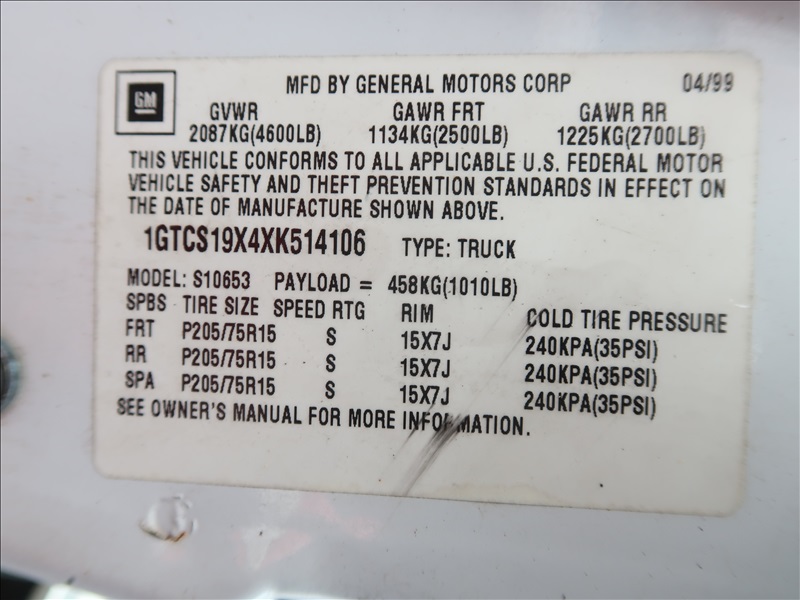 GM
MFD BY GENERAL MOTORS CORP 04/99
GVWR GAWR FRT GAWR RR
2087KG(4600LB) 1134KG(2500LB) 1225KG(2700LB)
THIS VEHICLE CONFORMS TO ALL APPLICABLE U.S. FEDERAL MOTOR
VEHICLE SAFETY AND THEFT PREVENTION STANDARDS IN EFFECT ON
THE DATE OF MANUFACTURE SHOWN ABOVE.
1GTCS19X4XK514106 TYPE: TRUCK
MODEL: S10653 PAYLOAD = 458KG(1010LB)
SPBS TIRE SIZE SPEED RTG RIM COLD TIRE PRESSURE
FRT P205/75R15 S 15X7J 240KPA(35PSI)
RR P205/75R15 S 15X7J 240KPA(35PSI)
SPA P205/75R15 S 15X7J 240KPA(35PSI)
SEE OWNER'S MANUAL FOR MORE INFORMATION.